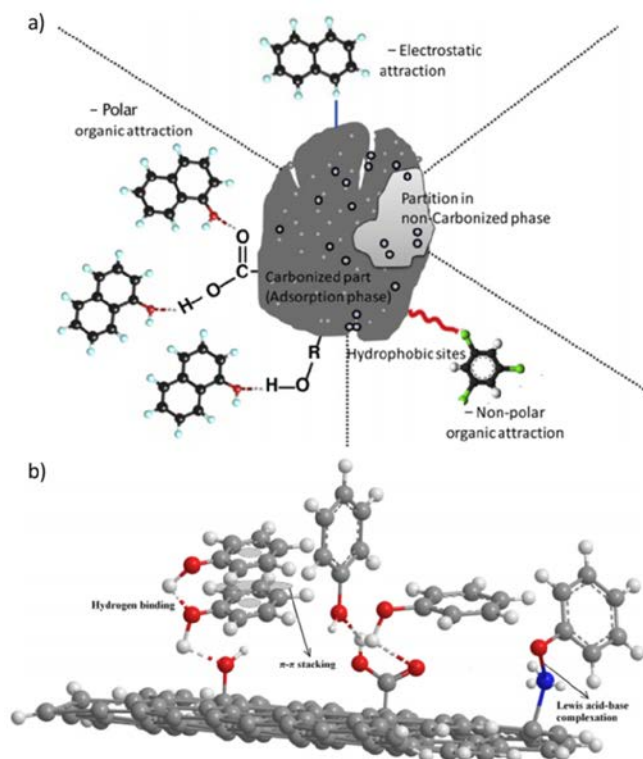 a)
– Electrostatic
attraction
– Polar
organic attraction
Partition in
non-Carbonized phase
O
C
O
H
Carbonized part
(Adsorption phase)
R
H–O
Hydrophobic sites
– Non-polar
organic attraction
b)
Hydrogen binding
π-π stacking
Lewis acid-base
complexation